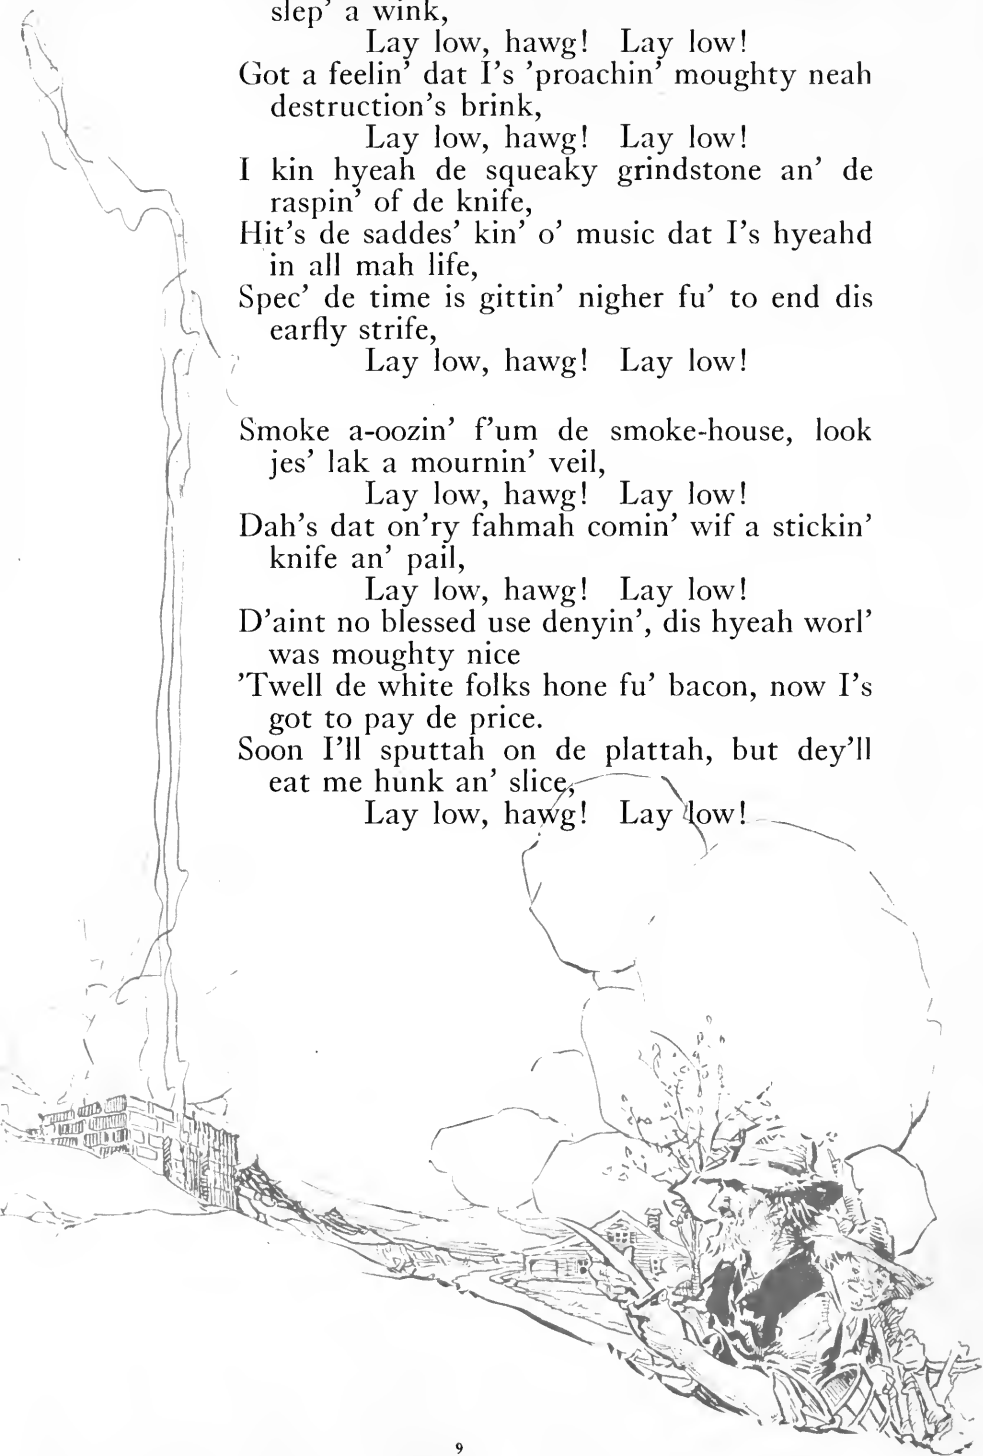 slep’ a wink,
Lay low, hawg! Lay low!
Got a feelin’ dat I’s ’proachin’ moughty neah
destruction’s brink,
Lay low, hawg! Lay low!
I kin hyeah de squeaky grindstone an’ de
raspin’ of de knife,
Hit’s de saddes’ kin’ o’ music dat I’s hyeahd
in all mah life,
Spec’ de time is gittin’ nigher fu’ to end dis
earfly strife,
Lay low, hawg! Lay low!
Smoke a-oozin’ f’um de smoke-house, look
jes’ lak a mournin’ veil,
Lay low, hawg! Lay low!
Dah’s dat on’ry fahmah comin’ wif a stickin’
knife an’ pail,
Lay low, hawg! Lay low!
D’aint no blessed use denyin’, dis hyeah worl’
was moughty nice
’Twell de white folks hone fu’ bacon, now I’s
got to pay de price.
Soon I’ll sputtah on de plattah, but dey’ll
eat me hunk an’ slice,
Lay low, hawg! Lay low!
9